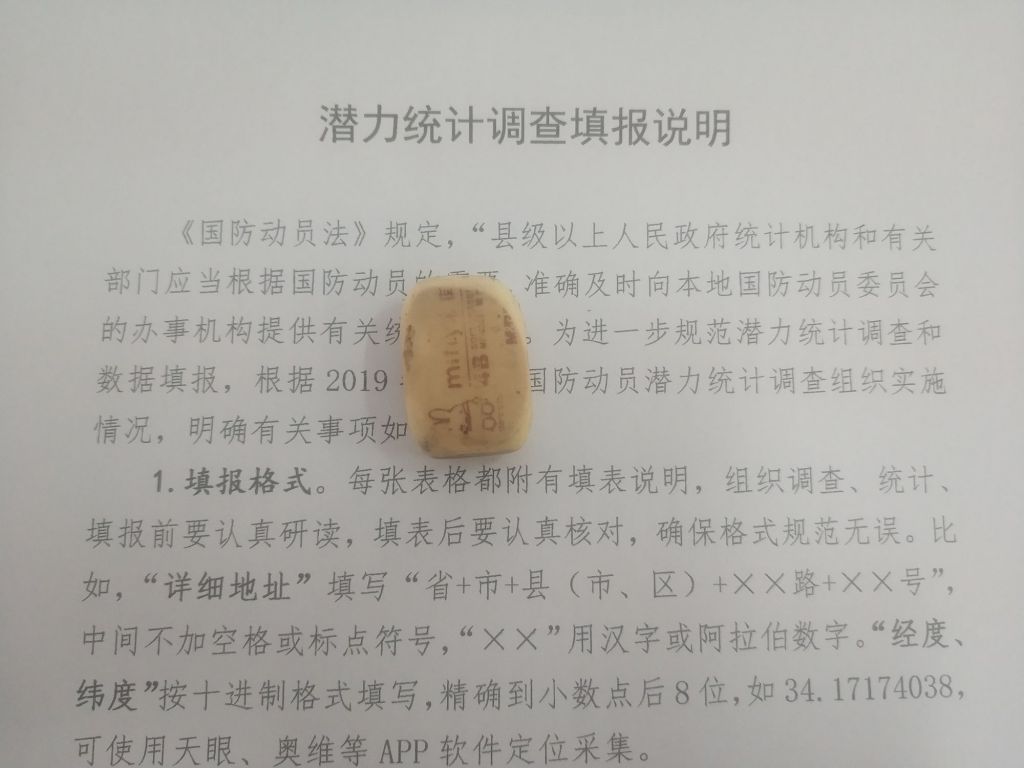 潜力统计调查填报说明
《国防动员法》规定，“县级以上人民政府统计机构和有关
部门应当根据国防动员的需要，准确及时向本地国防动员委员会
的办事机构提供有关统 。为进一步规范潜力统计调查和
数据填报，根据 2019 国防动员潜力统计调查组织实施
情况，明确有关事项如
4B
1.填报格式。每张表格都附有填表说明，组织调查、统计、
填报前要认真研读，填表后要认真核对，确保格式规范无误。比
如，“详细地址”填写“省+市+县（市、区）+××路+××号”，
中间不加空格或标点符号，“××”用汉字或阿拉伯数字。“经度、
纬度”按十进制格式填写，精确到小数点后8位，如34.17174038，
可使用天眼、奥维等 APP 软件定位采集。